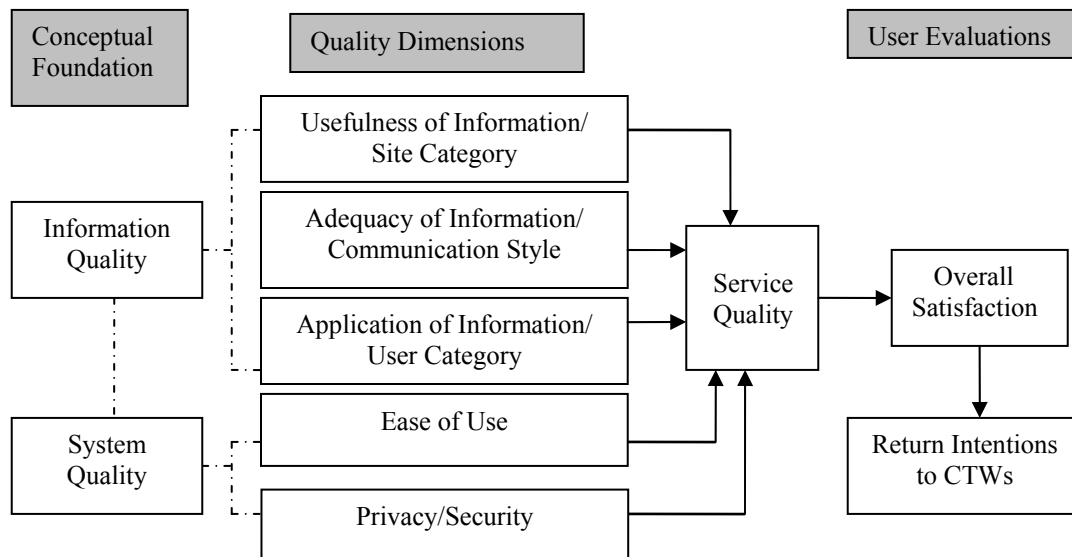 Conceptual
Foundation
Quality Dimensions
User Evaluations
Usefulness of Information/
Site Category
Adequacy of Information/
Communication Style
Application of Information/
User Category
Ease of Use
Privacy/Security
Information
Quality
System
Quality
Service
Quality
Overall
Satisfaction
Return Intentions
to CTWs